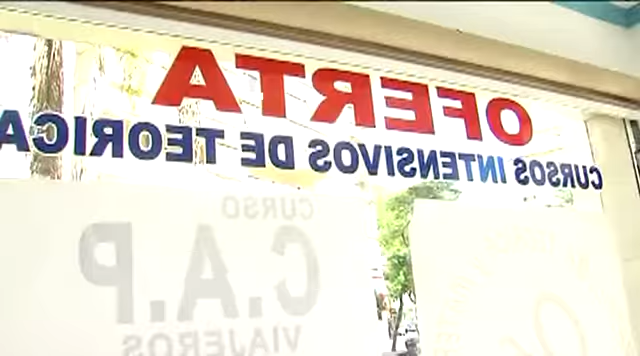 OFERTA
CURSOS INTENSIVOS DE TEORICA
CURSO
C.A.P
VIAJEROS